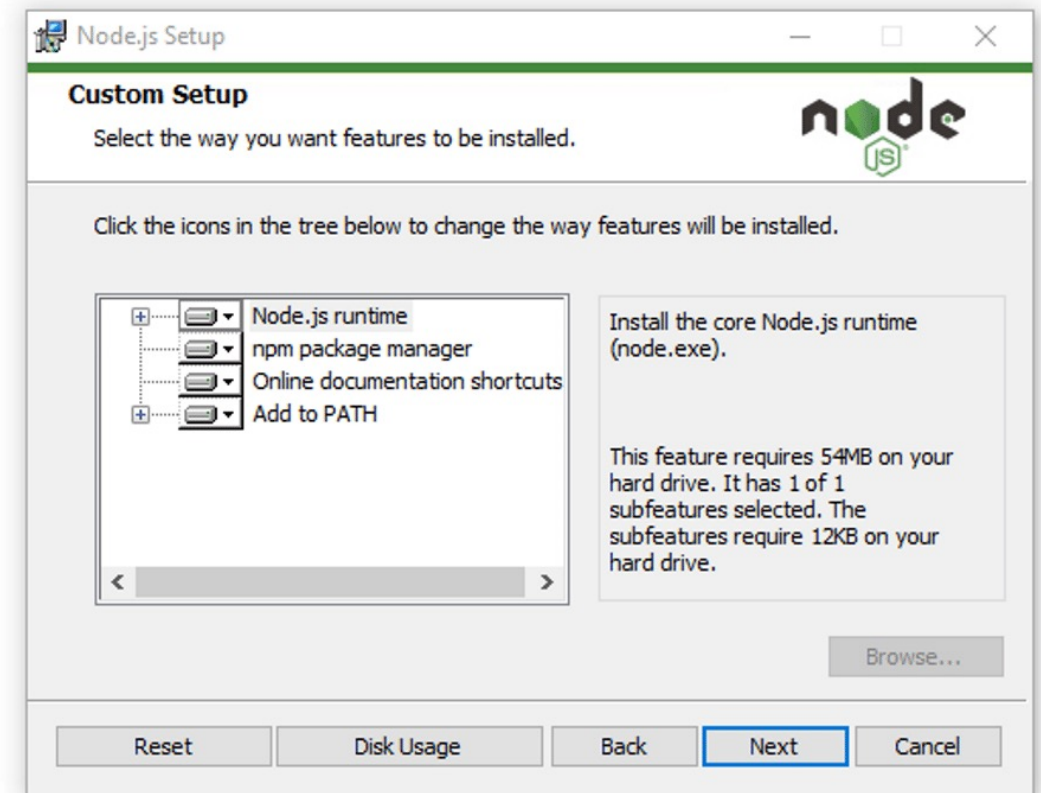 Node.js Setup
Custom Setup
Select the way you want features to be installed.
node
JS
Click the icons in the tree below to change the way features will be installed.
Node.js runtime
npm package manager
Online documentation shortcuts
Add to PATH
Install the core Node.js runtime
(node.exe).
This feature requires 54MB on your
hard drive. It has 1 of 1
subfeatures selected. The
subfeatures require 12KB on your
hard drive.
Browse...
Reset
Disk Usage
Back
Next
Cancel